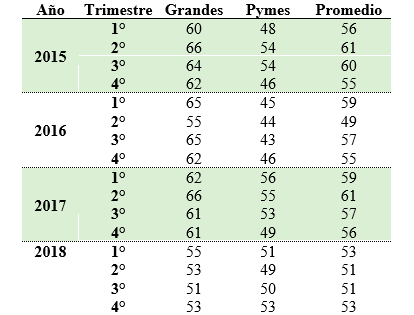 Año Trimestre Grandes Pymes Promedio
1° 60 48 56
2° 66 54 61
2015
3° 64 54 60
4° 62 46 55
1° 65 45 59
2° 55 44 49
2016
3° 65 43 57
4° 62 46 55
1° 62 56 59
2° 66 55 61
2017
3° 61 53 57
4° 61 49 56
2018 1° 55 51 53
2° 53 49 51
3° 51 50 51
4° 53 53 53